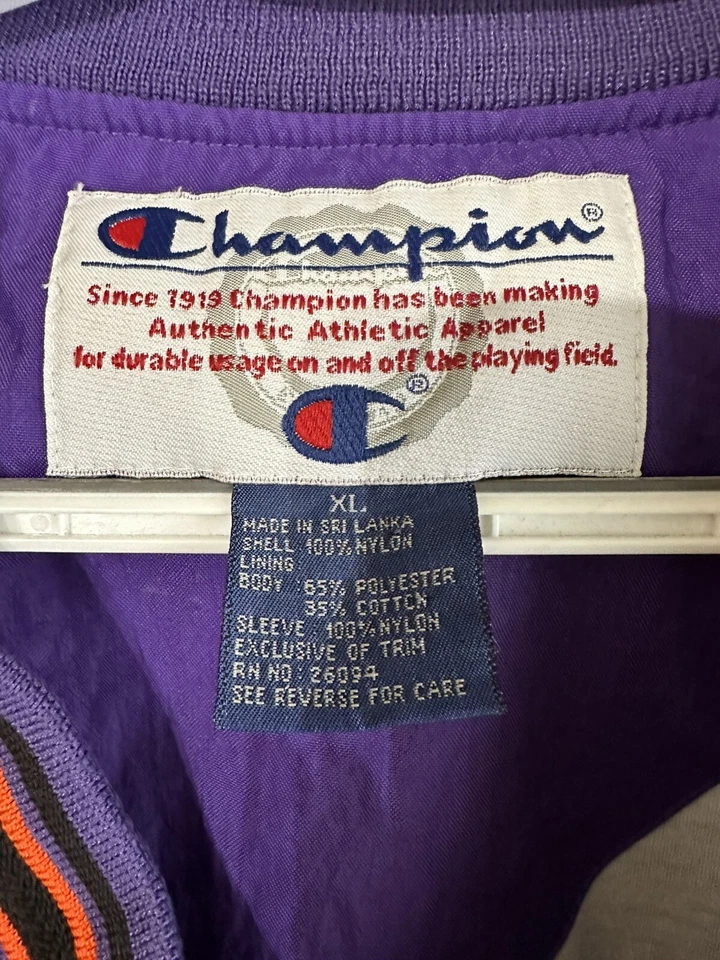 Champion®
Since 1919 Champion has been making
Authentic Athletic Apparel
for durable usage on and off the playing field.
®
XL
MADE IN SRI LANKA
SHELL 100% NYLON
LINING
BODY 65% POLYESTER
35% COTTON
SLEEVE 100% NYLON
EXCLUSIVE OF TRIM
RN NO: 26094
SEE REVERSE FOR CARE